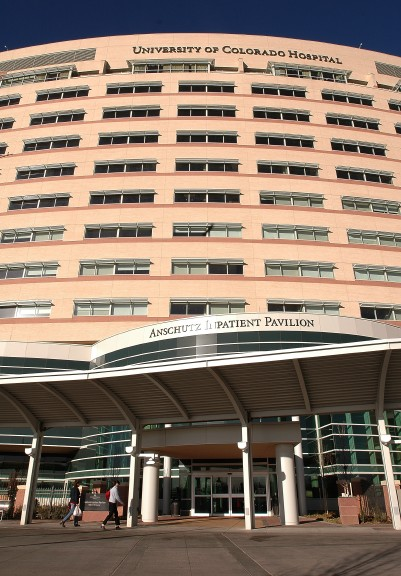 University of Colorado Hospital
Anschutz Inpatient Pavilion